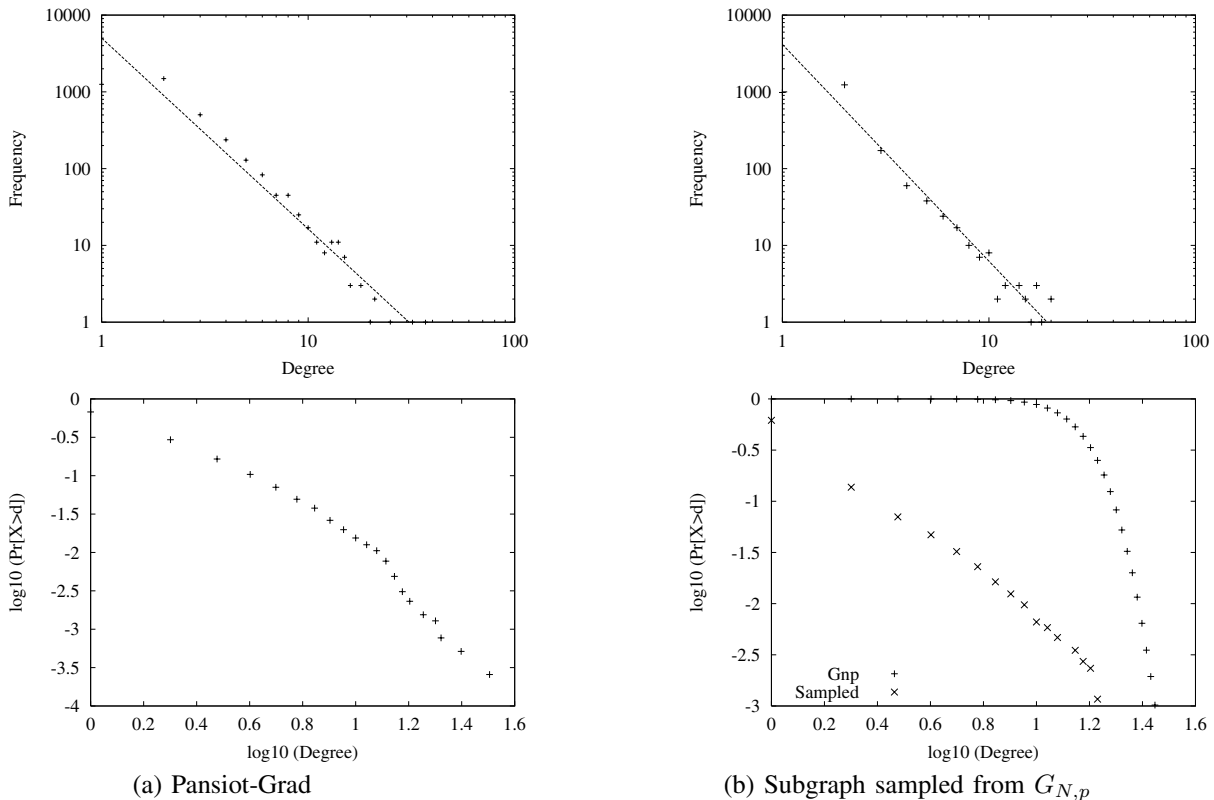 10000
1000
100
10
1
Frequency
1 10 100
Degree
10000
1000
100
10
1
Frequency
1 10 100
Degree
0
-0.5
-1
-1.5
-2
-2.5
-3
-3.5
-4
log10 (Pr[X>d])
0 0.2 0.4 0.6 0.8 1 1.2 1.4 1.6
log10 (Degree)
(a) Pansiot-Grad
0
-0.5
-1
-1.5
-2
-2.5
-3
log10 (Pr[X>d])
Gnp +
Sampled ×
0 0.2 0.4 0.6 0.8 1 1.2 1.4 1.6
log10 (Degree)
(b) Subgraph sampled from G_{N,p}